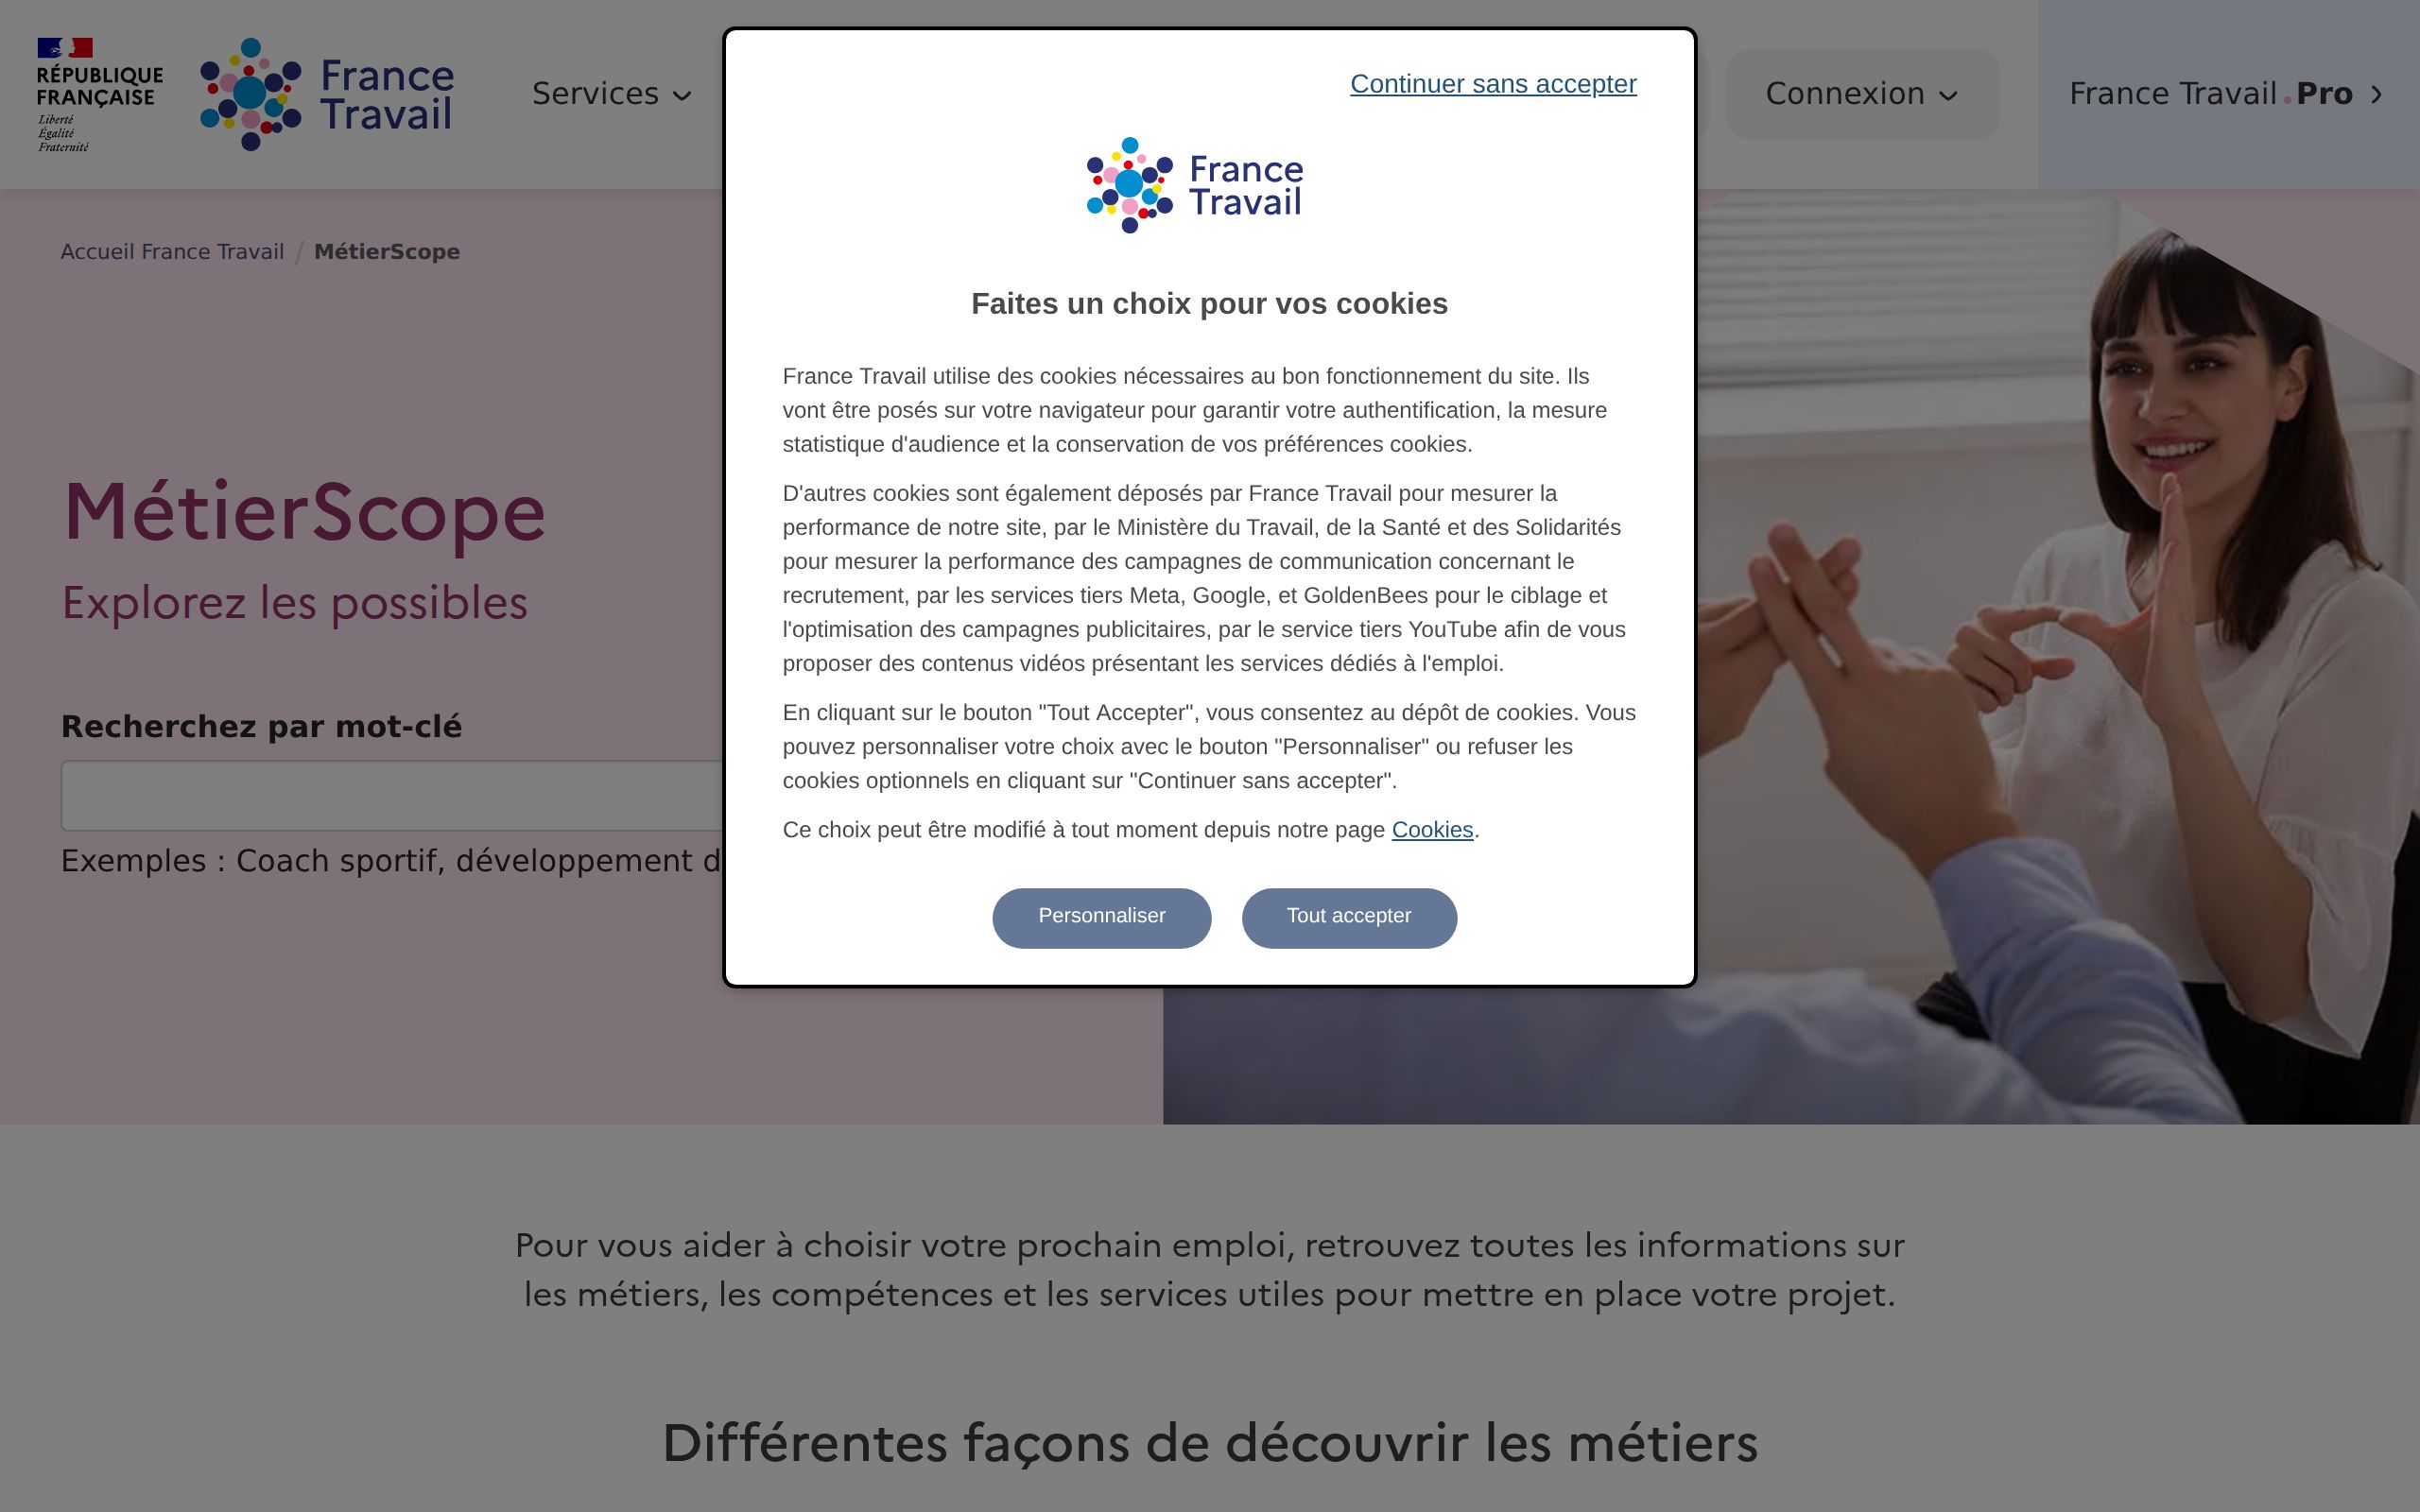 RÉPUBLIQUE
FRANÇAISE
Liberté
Égalité
Fraternité
France
Travail
Services
Connexion
France Travail.Pro
Accueil France Travail / MétierScope
MétierScope
Explorez les possibles
Recherchez par mot-clé
Exemples : Coach sportif, développement d
Continuer sans accepter
France
Travail
Faites un choix pour vos cookies
France Travail utilise des cookies nécessaires au bon fonctionnement du site. Ils
vont être posés sur votre navigateur pour garantir votre authentification, la mesure
statistique d'audience et la conservation de vos préférences cookies.
D'autres cookies sont également déposés par France Travail pour mesurer la
performance de notre site, par le Ministère du Travail, de la Santé et des Solidarités
pour mesurer la performance des campagnes de communication concernant le
recrutement, par les services tiers Meta, Google, et GoldenBees pour le ciblage et
l'optimisation des campagnes publicitaires, par le service tiers YouTube afin de vous
proposer des contenus vidéos présentant les services dédiés à l'emploi.
En cliquant sur le bouton "Tout Accepter", vous consentez au dépôt de cookies. Vous
pouvez personnaliser votre choix avec le bouton "Personnaliser" ou refuser les
cookies optionnels en cliquant sur "Continuer sans accepter".
Ce choix peut être modifié à tout moment depuis notre page Cookies.
Personnaliser
Tout accepter
Pour vous aider à choisir votre prochain emploi, retrouvez toutes les informations sur
les métiers, les compétences et les services utiles pour mettre en place votre projet.
Différentes façons de découvrir les métiers